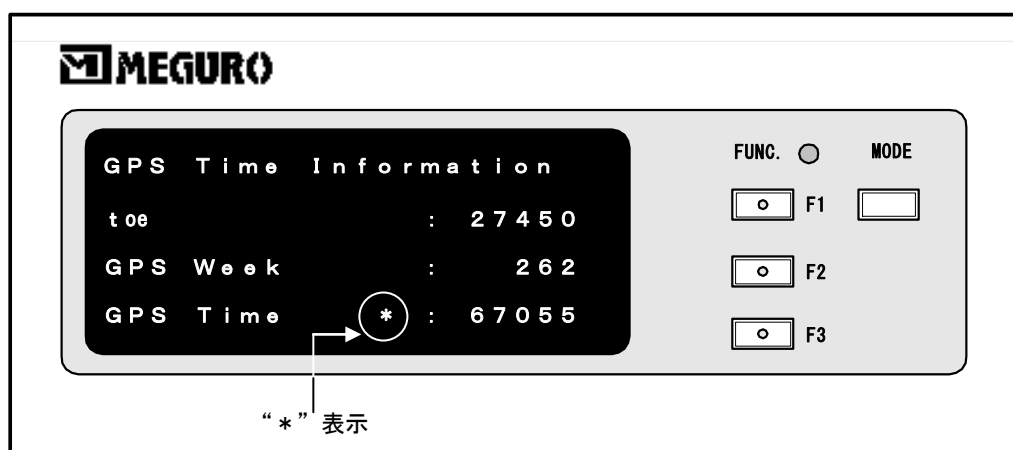 MEGURO
GPS Time Information
toe : 27450
GPS Week : 262
GPS Time * : 67055
FUNC. MODE
F1
F2
F3
“*” 表示